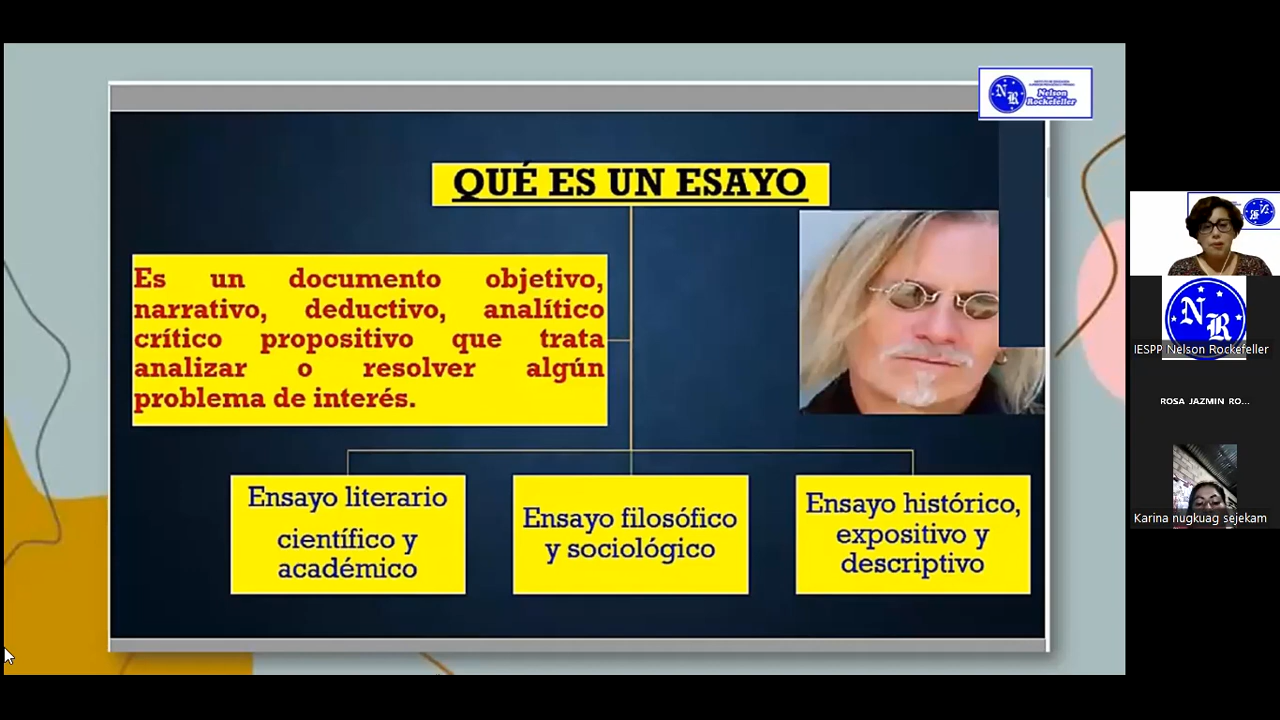 Nelson
Rockefeller
NR
QUÉ ES UN ESAYO
Es un documento objetivo,
narrativo, deductivo, analítico
crítico propositivo que trata
analizar o resolver algún
problema de interés.
Ensayo literario
científico y
académico
Ensayo filosófico
y sociológico
Ensayo histórico,
expositivo y
descriptivo
NR
IESPP Nelson Rockefeller
ROSA JAZMIN RO...
Karina nugkuag sejekam